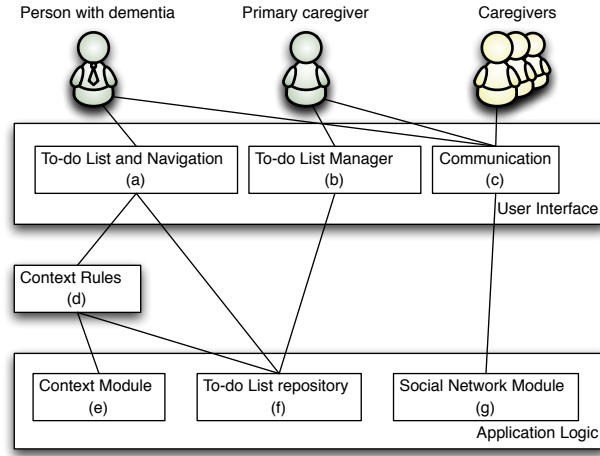 Person with dementia
Primary caregiver
Caregivers
To-do List and Navigation
(a)
To-do List Manager
(b)
Communication
(c)
User Interface
Context Rules
(d)
Context Module
(e)
To-do List repository
(f)
Social Network Module
(g)
Application Logic